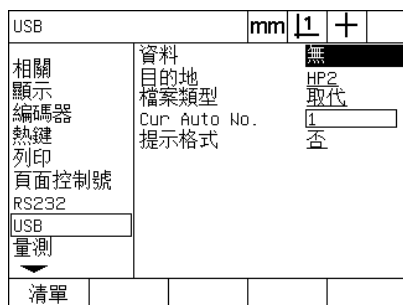 USB
mm 1
相關
顯示
編碼器
熱鍵
列印
頁面控制號
RS232
USB
量測
資料 無
目的地 HP2
檔案類型 取代
Cur Auto No. 1
提示格式 否
清單